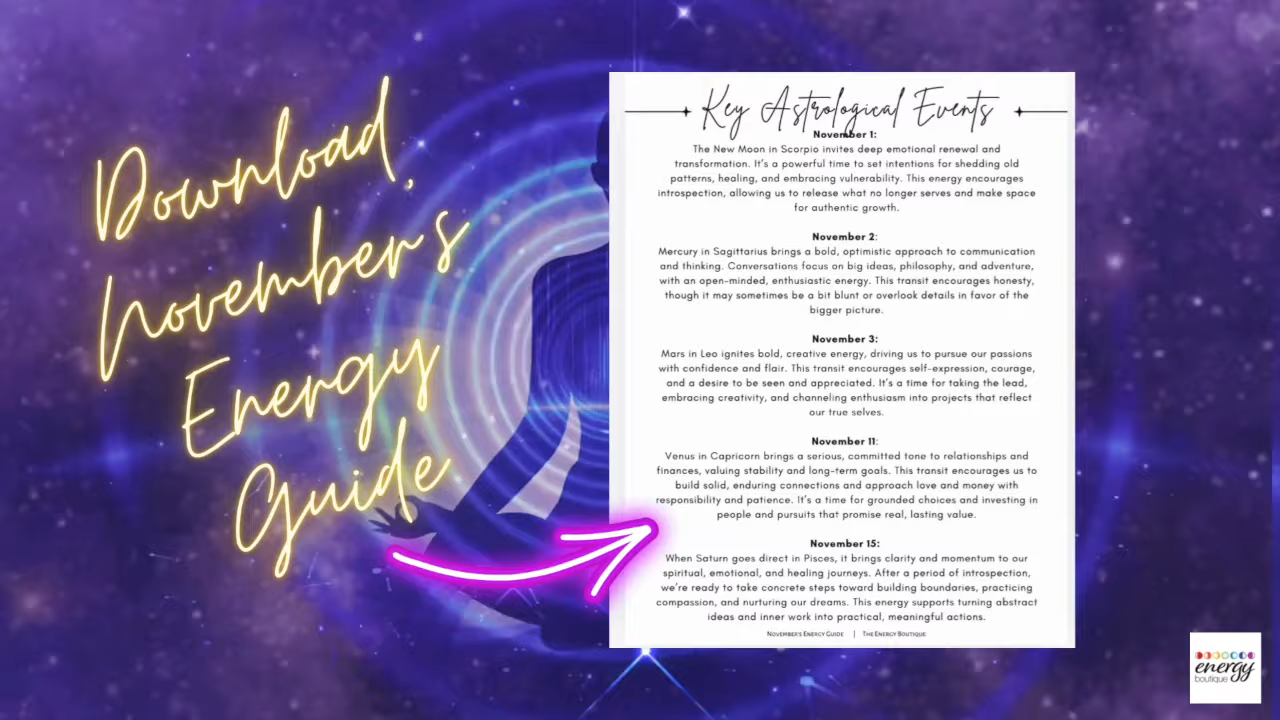 Download
November's
Energy
Guide
Key Astrological Events
November 1:
The New Moon in Scorpio invites deep emotional renewal and
transformation. It's a powerful time to set intentions for shedding old
patterns, healing, and embracing vulnerability. This energy encourages
introspection, allowing us to release what no longer serves and make space
for authentic growth.
November 2:
Mercury in Sagittarius brings a bold, optimistic approach to communication
and thinking. Conversations focus on big ideas, philosophy, and adventure,
with an open-minded, enthusiastic energy. This transit encourages honesty,
though it may sometimes be a bit blunt or overlook details in favor of the
bigger picture.
November 3:
Mars in Leo ignites bold, creative energy, driving us to pursue our passions
with confidence and flair. This transit encourages self-expression, courage,
and a desire to be seen and appreciated. It's a time for taking the lead,
embracing creativity, and channeling enthusiasm into projects that reflect
our true selves.
November 11:
Venus in Capricorn brings a serious, committed tone to relationships and
finances, valuing stability and long-term goals. This transit encourages us to
build solid, enduring connections and approach love and money with
responsibility and patience. It's a time for grounded choices and investing in
people and pursuits that promise real, lasting value.
November 15:
When Saturn goes direct in Pisces, it brings clarity and momentum to our
spiritual, emotional, and healing journeys. After a period of introspection,
we're ready to take concrete steps toward building boundaries, practicing
compassion, and nurturing our dreams. This energy supports turning abstract
ideas and inner work into practical, meaningful actions.
November's Energy Guide | The Energy Boutique
energy
boutique